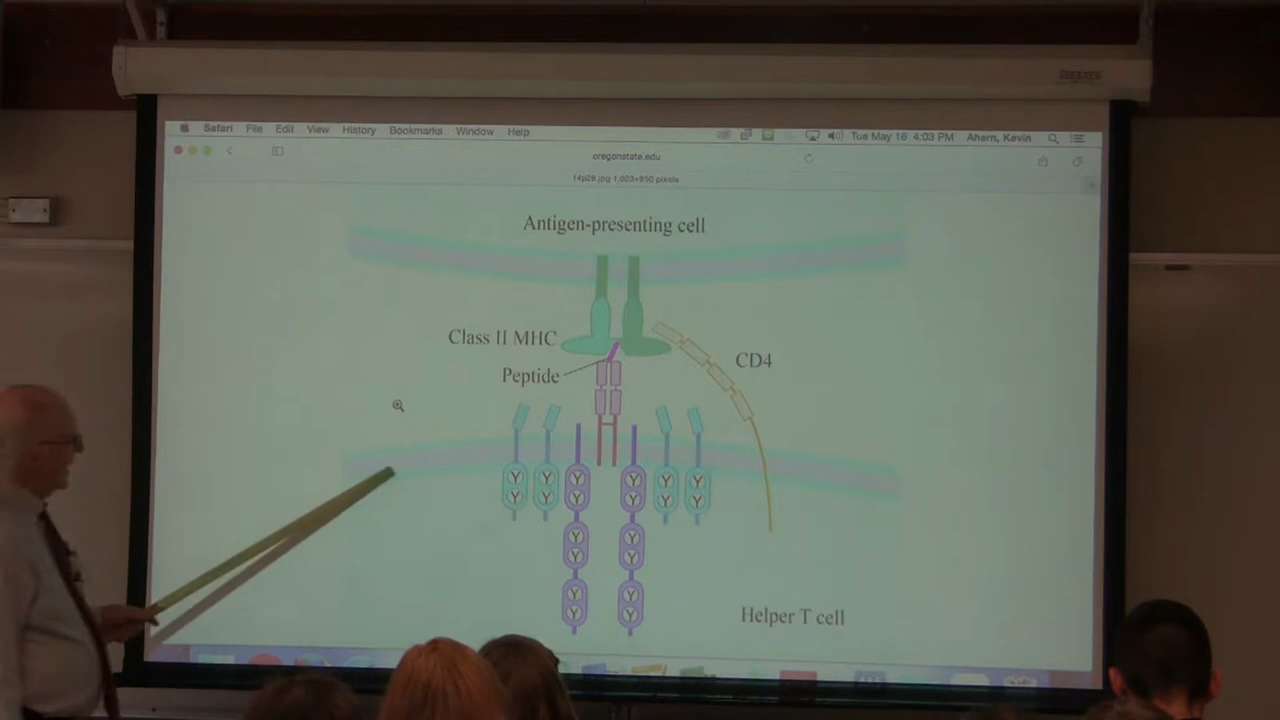 Safari File Edit View History Bookmarks Window Help Tue May 16 4:03 PM Ahern, Kevin
oregonstate.edu
14p28.jpg 1,023×650 pixels
Antigen-presenting cell
Class II MHC
CD4
Peptide
Y Y Y Y Y Y
Y Y Y Y Y Y
Y Y
Y Y
Y Y
Y Y
Helper T cell